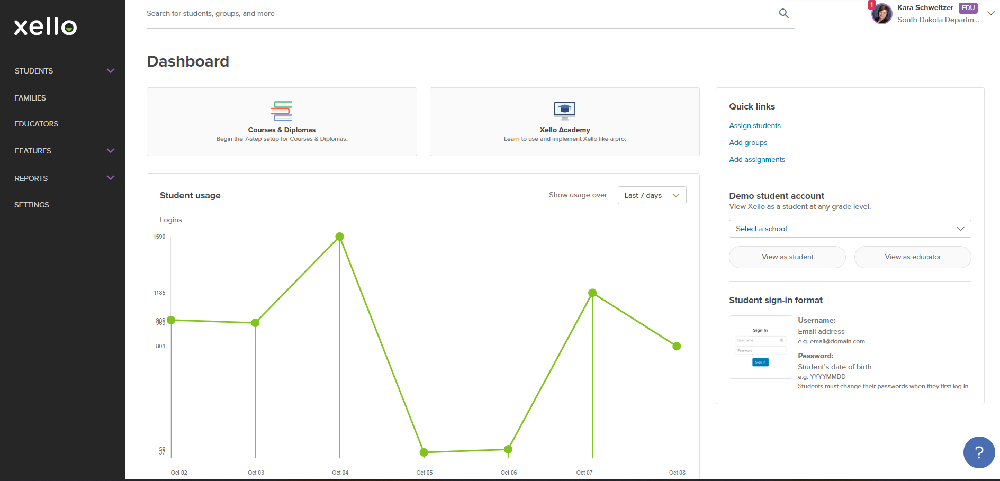 xello
STUDENTS
FAMILIES
EDUCATORS
FEATURES
REPORTS
SETTINGS
Search for students, groups, and more
1
Kara Schweitzer EDU
South Dakota Departm...
Dashboard
Courses & Diplomas
Begin the 7-step setup for Courses & Diplomas.
Xello Academy
Learn to use and implement Xello like a pro.
Student usage
Show usage over
Last 7 days
Logins
1590
1185
989
969
801
59
37
Oct 02
Oct 03
Oct 04
Oct 05
Oct 06
Oct 07
Oct 08
Quick links
Assign students
Add groups
Add assignments
Demo student account
View Xello as a student at any grade level.
Select a school
View as student
View as educator
Student sign-in format
Sign In
Username
?
Password
Sign In
Username:
Email address
e.g. email@domain.com
Password:
Student's date of birth
e.g. YYYYMMDD
Students must change their passwords when they first log in.
?